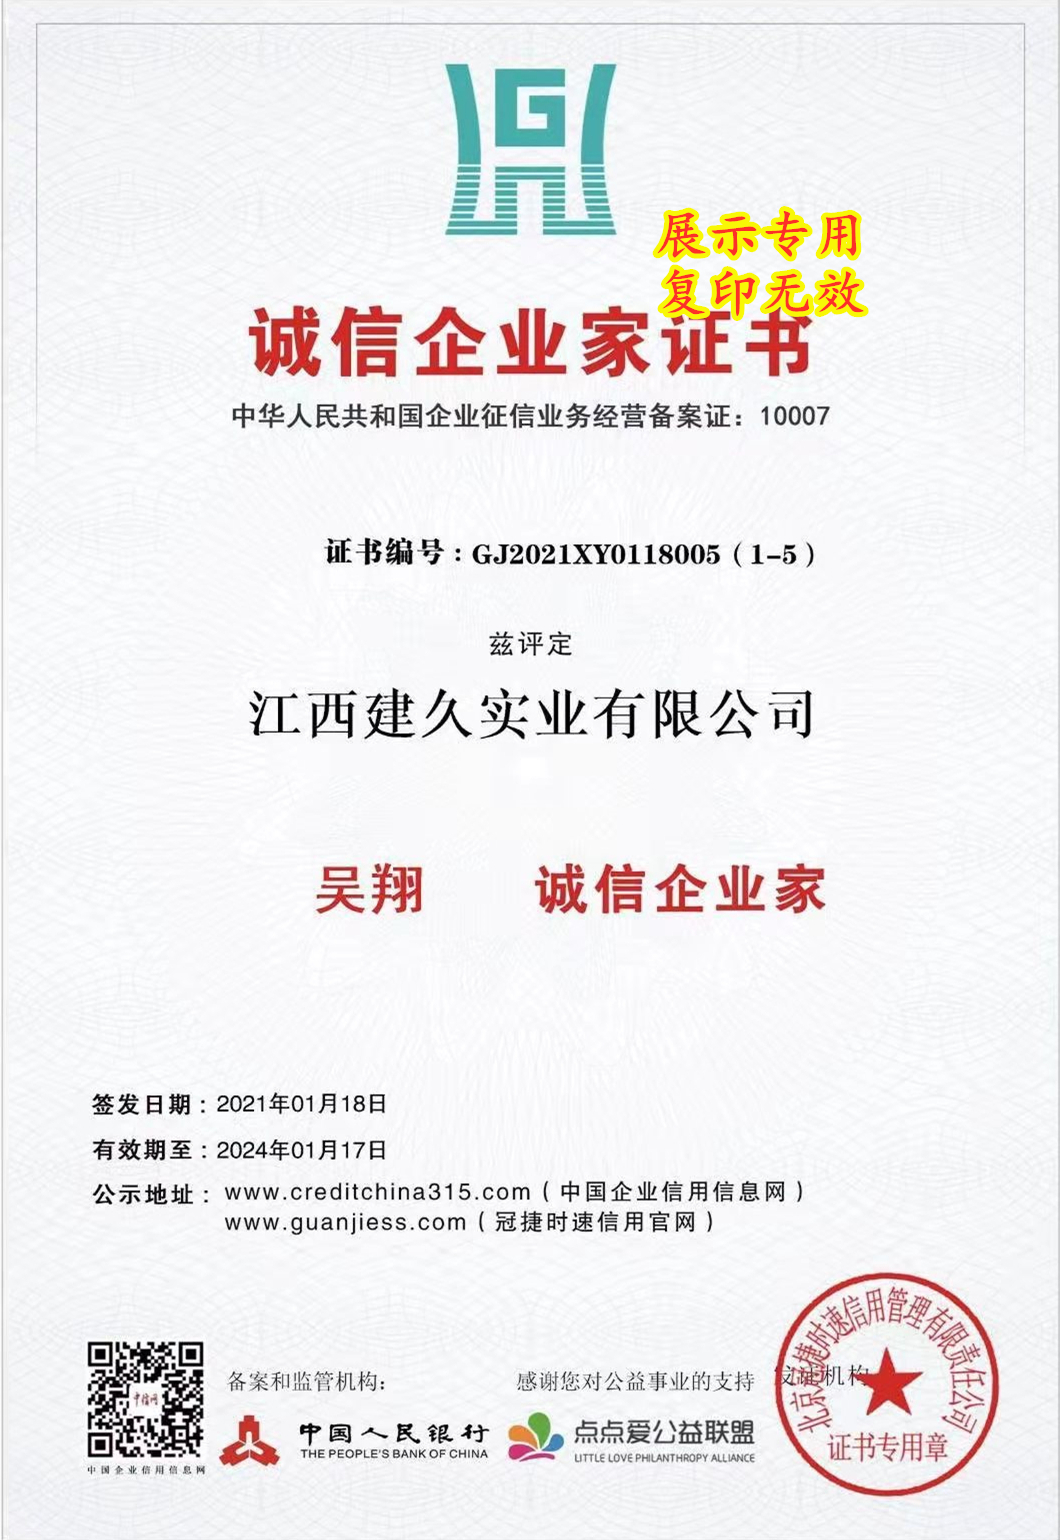 展示专用
复印无效
诚信企业家证书
中华人民共和国企业征信业务经营备案证：10007
证书编号：GJ2021XY0118005（1-5）
兹评定
江西建久实业有限公司
吴翔 诚信企业家
签发日期：2021年01月18日
有效期至：2024年01月17日
公示地址：www.creditchina315.com（中国企业信用信息网）
www.guanjiess.com（冠捷时速信用官网）
中信网
中国企业信用信息网
备案和监管机构：
中国人民银行
THE PEOPLE'S BANK OF CHINA
感谢您对公益事业的支持
点点爱公益联盟
LITTLE LOVE PHILANTHROPY ALLIANCE
发证机构
北京冠捷时速信用管理有限责任公司
证书专用章